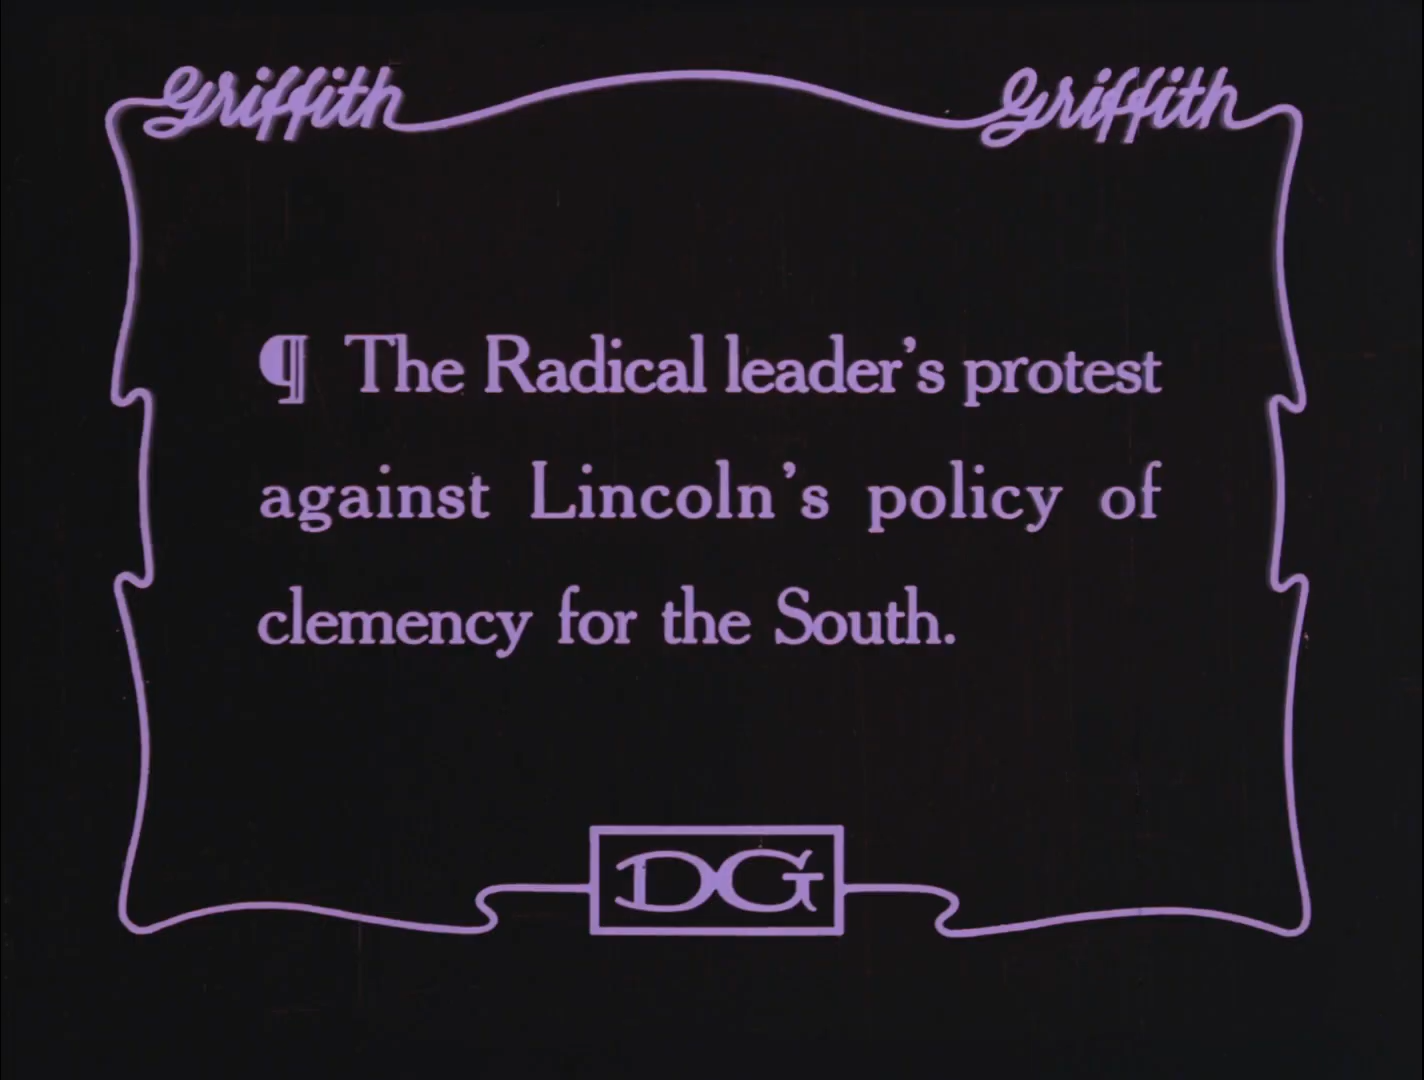 Griffith Griffith
¶ The Radical leader's protest
against Lincoln's policy of
clemency for the South.
DG